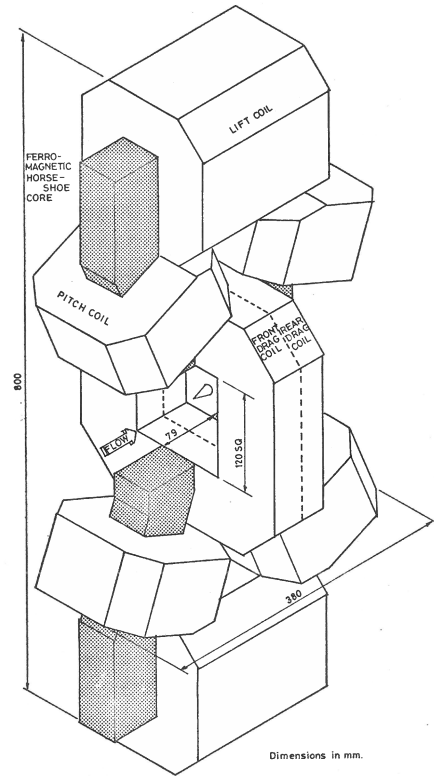 LIFT COIL
FERRO-
MAGNETIC
HORSE-
SHOE
CORE
PITCH COIL
FRONT
DRAG
COIL
REAR
DRAG
COIL
800
FLOW
79
120 SQ
380
Dimensions in mm.